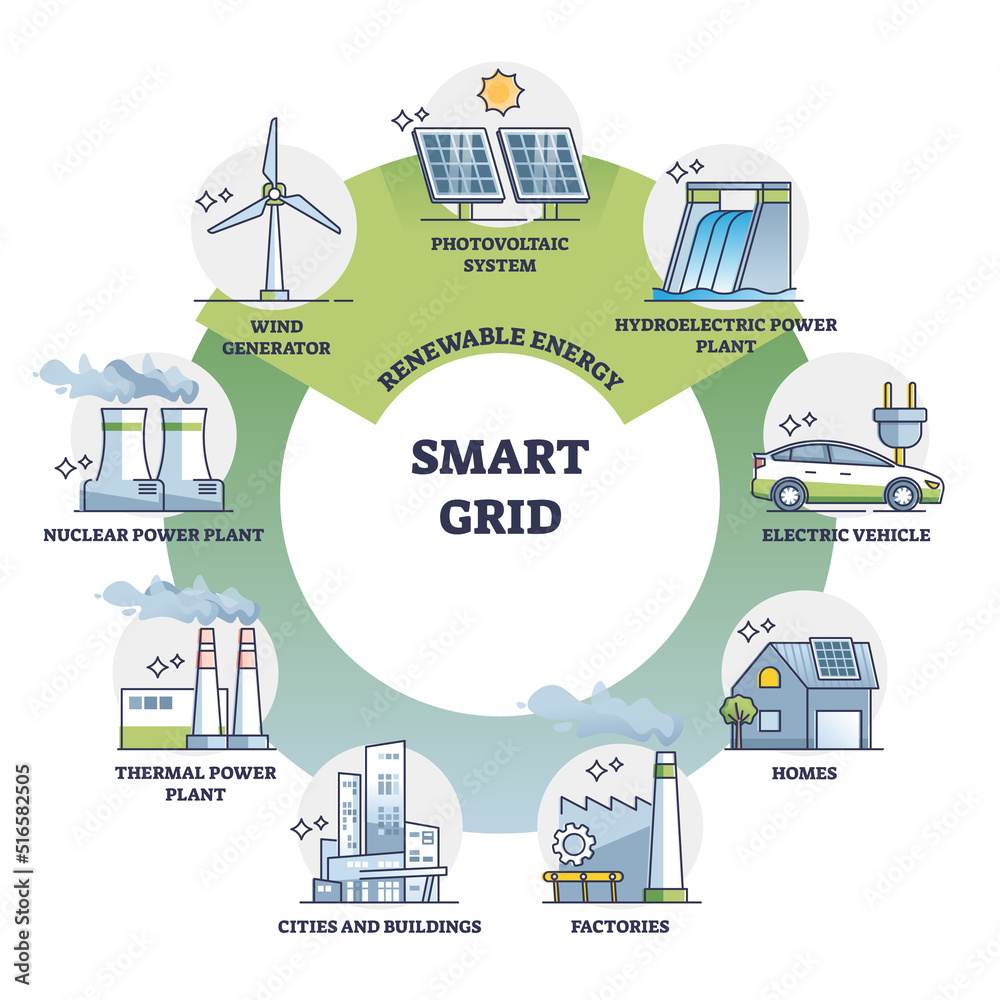 PHOTOVOLTAIC
SYSTEM
WIND
GENERATOR
HYDROELECTRIC POWER
PLANT
RENEWABLE ENERGY
SMART
GRID
NUCLEAR POWER PLANT
ELECTRIC VEHICLE
THERMAL POWER
PLANT
HOMES
CITIES AND BUILDINGS
FACTORIES
Adobe Stock | #516582505